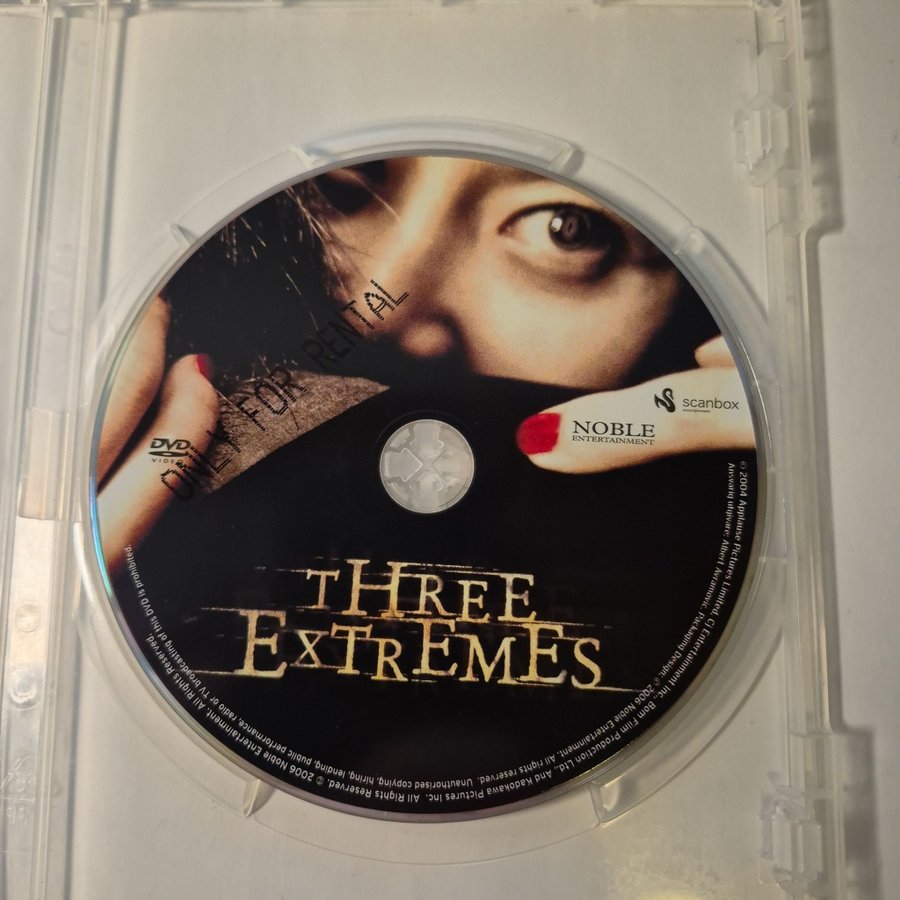 ONLY FOR RENTAL
scanbox
entertainment
NOBLE
ENTERTAINMENT
DVD
VIDEO
THREE
EXTREMES
© 2004 Applause Pictures Limited, CJ Entertainment Inc., Bom Film Production Ltd., And Kadokawa Pictures Inc. All Rights Reserved. © 2006 Noble Entertainment. All Rights Reserved.
Ansvarig utgivare: Albert Avramovic. Packaging Design: © 2006 Noble Entertainment. All rights reserved. Unauthorised copying, hiring, lending, public performance, radio or TV broadcasting of this DVD is prohibited.